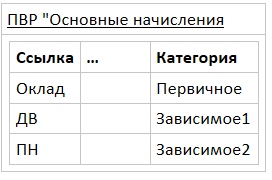 ПВР "Основные начисления
Ссылка ... Категория
Оклад Первичное
ДВ Зависимое1
ПН Зависимое2